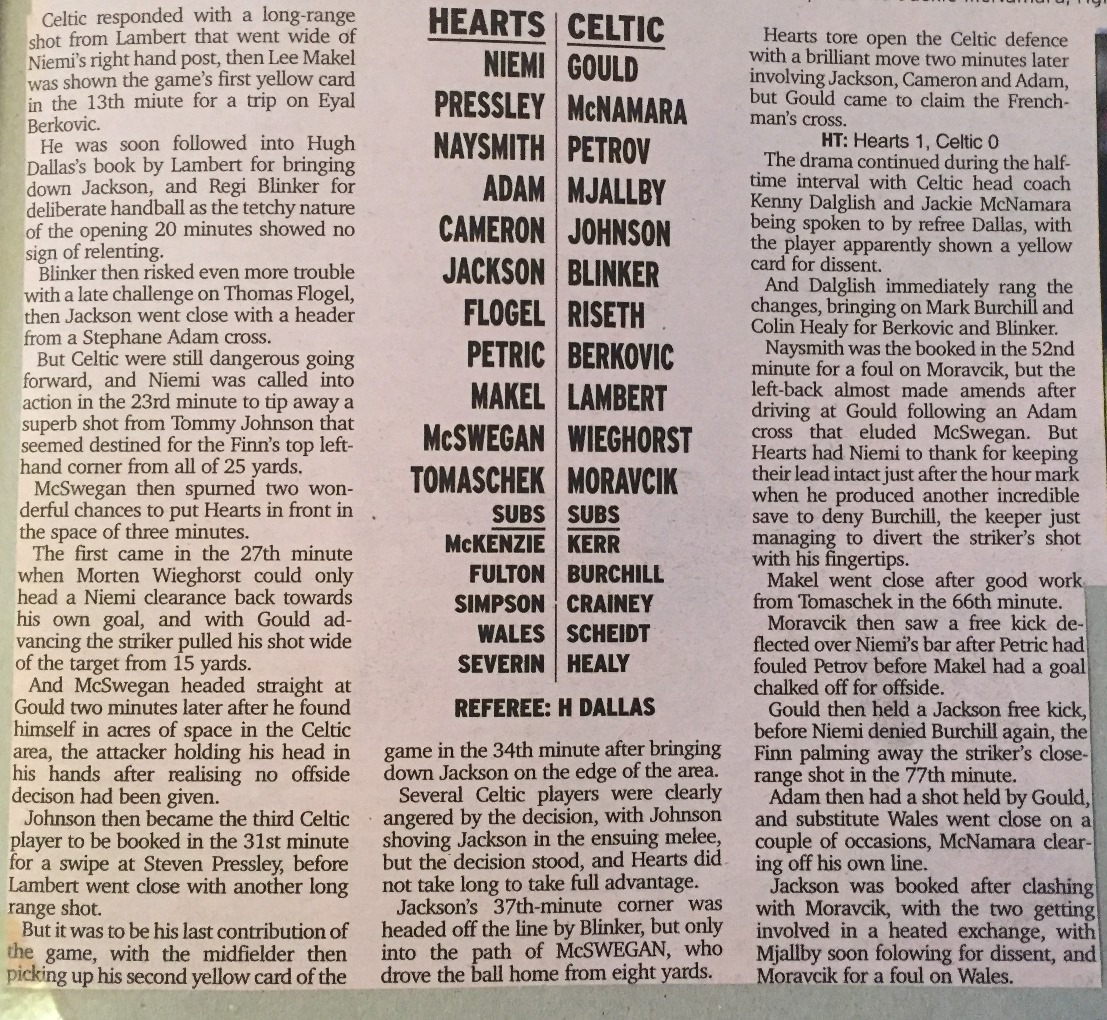 Celtic responded with a long-range
shot from Lambert that went wide of
Niemi's right hand post, then Lee Makel
was shown the game's first yellow card
in the 13th miute for a trip on Eyal
Berkovic.
He was soon followed into Hugh
Dallas's book by Lambert for bringing
down Jackson, and Regi Blinker for
deliberate handball as the tetchy nature
of the opening 20 minutes showed no
sign of relenting.
Blinker then risked even more trouble
with a late challenge on Thomas Flogel,
then Jackson went close with a header
from a Stephane Adam cross.
But Celtic were still dangerous going
forward, and Niemi was called into
action in the 23rd minute to tip away a
superb shot from Tommy Johnson that
seemed destined for the Finn's top left-
hand corner from all of 25 yards.
McSwegan then spurned two won-
derful chances to put Hearts in front in
the space of three minutes.
The first came in the 27th minute
when Morten Wieghorst could only
head a Niemi clearance back towards
his own goal, and with Gould ad-
vancing the striker pulled his shot wide
of the target from 15 yards.
And McSwegan headed straight at
Gould two minutes later after he found
himself in acres of space in the Celtic
area, the attacker holding his head in
his hands after realising no offside
decison had been given.
Johnson then became the third Celtic
player to be booked in the 31st minute
for a swipe at Steven Pressley, before
Lambert went close with another long
range shot.
But it was to be his last contribution of
the game, with the midfielder then
picking up his second yellow card of the
HEARTS CELTIC
NIEMI GOULD
PRESSLEY McNAMARA
NAYSMITH PETROV
ADAM MJALLBY
CAMERON JOHNSON
JACKSON BLINKER
FLOGEL RISETH
PETRIC BERKOVIC
MAKEL LAMBERT
McSWEGAN WIEGHORST
TOMASCHEK MORAVCIK
SUBS SUBS
McKENZIE KERR
FULTON BURCHILL
SIMPSON CRAINEY
WALES SCHEIDT
SEVERIN HEALY
REFEREE: H DALLAS
game in the 34th minute after bringing
down Jackson on the edge of the area.
Several Celtic players were clearly
angered by the decision, with Johnson
shoving Jackson in the ensuing melee,
but the decision stood, and Hearts did
not take long to take full advantage.
Jackson's 37th-minute corner was
headed off the line by Blinker, but only
into the path of McSWEGAN, who
drove the ball home from eight yards.
Hearts tore open the Celtic defence
with a brilliant move two minutes later
involving Jackson, Cameron and Adam,
but Gould came to claim the French-
man's cross.
HT: Hearts 1, Celtic 0
The drama continued during the half-
time interval with Celtic head coach
Kenny Dalglish and Jackie McNamara
being spoken to by refree Dallas, with
the player apparently shown a yellow
card for dissent.
And Dalglish immediately rang the
changes, bringing on Mark Burchill and
Colin Healy for Berkovic and Blinker.
Naysmith was the booked in the 52nd
minute for a foul on Moravcik, but the
left-back almost made amends after
driving at Gould following an Adam
cross that eluded McSwegan. But
Hearts had Niemi to thank for keeping
their lead intact just after the hour mark
when he produced another incredible
save to deny Burchill, the keeper just
managing to divert the striker's shot
with his fingertips.
Makel went close after good work
from Tomaschek in the 66th minute.
Moravcik then saw a free kick de-
flected over Niemi's bar after Petric had
fouled Petrov before Makel had a goal
chalked off for offside.
Gould then held a Jackson free kick,
before Niemi denied Burchill again, the
Finn palming away the striker's close-
range shot in the 77th minute.
Adam then had a shot held by Gould,
and substitute Wales went close on a
couple of occasions, McNamara clear-
ing off his own line.
Jackson was booked after clashing
with Moravcik, with the two getting
involved in a heated exchange, with
Mjallby soon folowing for dissent, and
Moravcik for a foul on Wales.